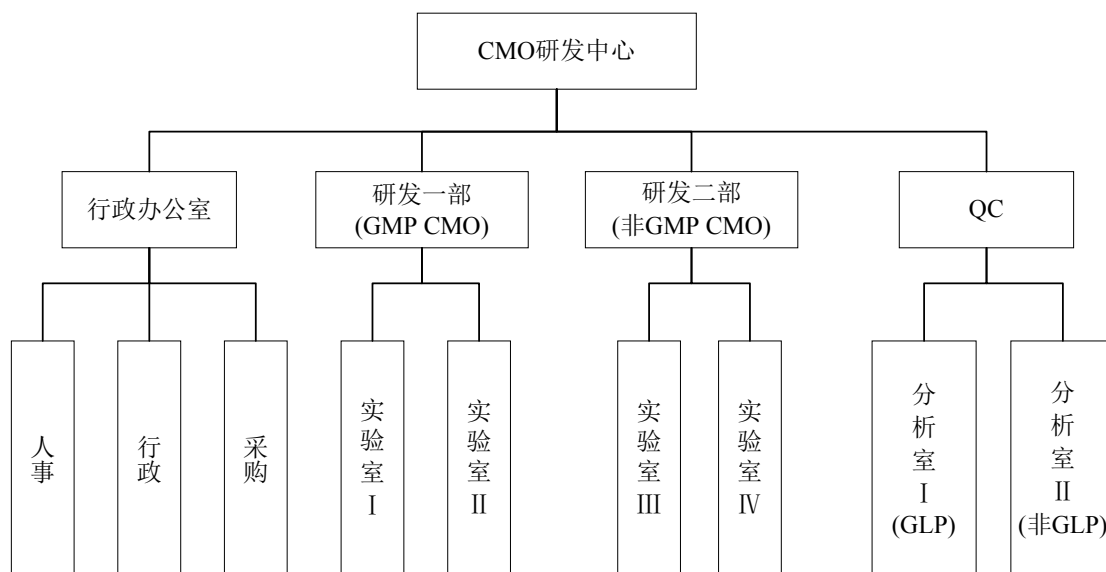 CMO研发中心
行政办公室
研发一部
(GMP CMO)
研发二部
(非GMP CMO)
QC
人事
行政
采购
实验室Ⅰ
实验室Ⅱ
实验室Ⅲ
实验室Ⅳ
分析室Ⅰ
(GLP)
分析室Ⅱ
(非GLP)